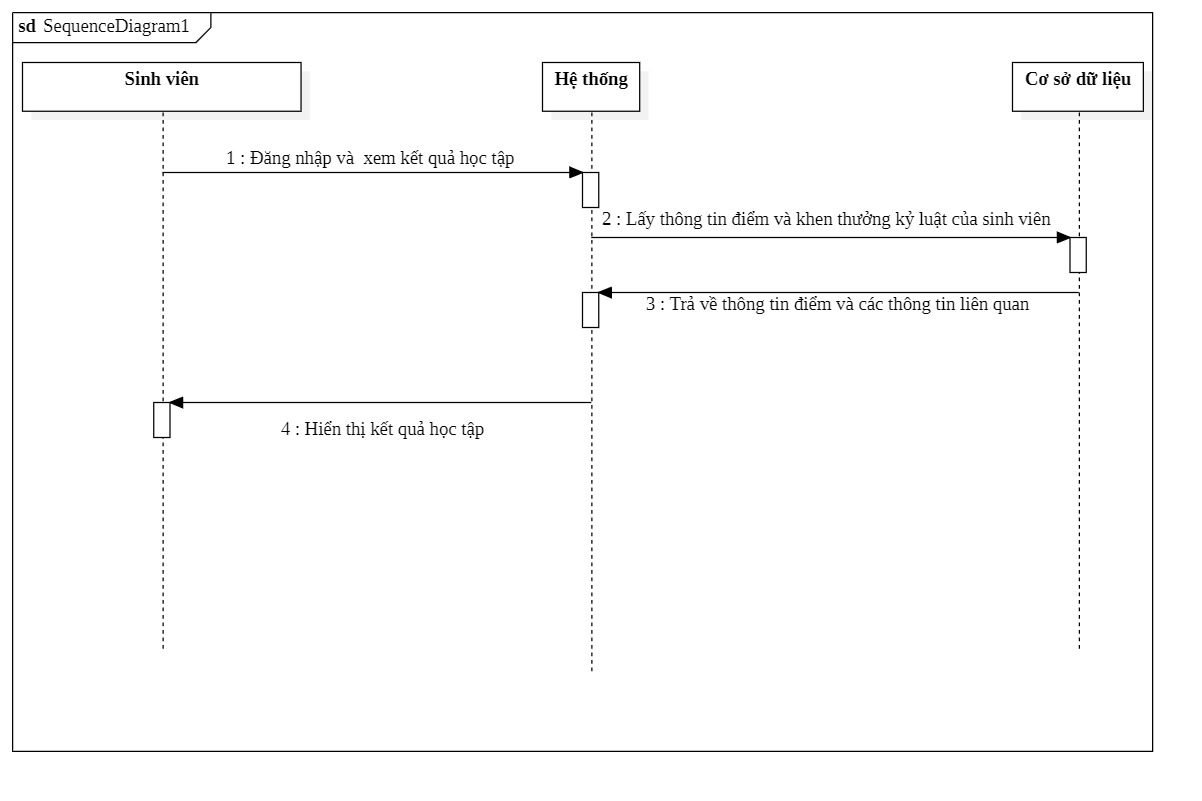 sd SequenceDiagram1
Sinh viên
Hệ thống
Cơ sở dữ liệu
1 : Đăng nhập và  xem kết quả học tập
2 : Lấy thông tin điểm và khen thưởng kỷ luật của sinh viên
3 : Trả về thông tin điểm và các thông tin liên quan
4 : Hiển thị kết quả học tập